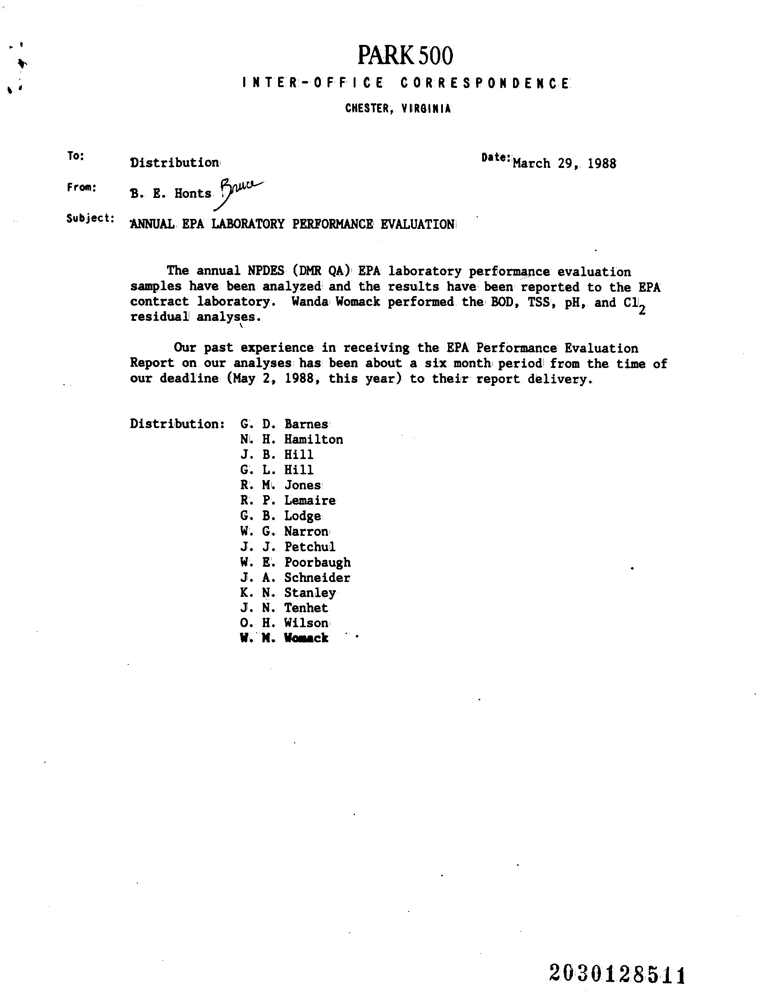 PARK 500
INTER-OFFICE CORRESPONDENCE
CHESTER, VIRGINIA
To: Distribution Date: March 29, 1988
From: B. E. Honts Bruce
Subject: ANNUAL EPA LABORATORY PERFORMANCE EVALUATION
The annual NPDES (DMR QA) EPA laboratory performance evaluation
samples have been analyzed and the results have been reported to the EPA
contract laboratory. Wanda Womack performed the BOD, TSS, pH, and Cl₂
residual analyses.
Our past experience in receiving the EPA Performance Evaluation
Report on our analyses has been about a six month period from the time of
our deadline (May 2, 1988, this year) to their report delivery.
Distribution: G. D. Barnes
N. H. Hamilton
J. B. Hill
G. L. Hill
R. M. Jones
R. P. Lemaire
G. B. Lodge
W. G. Narron
J. J. Petchul
W. E. Poorbaugh
J. A. Schneider
K. N. Stanley
J. N. Tenhet
O. H. Wilson
W. M. Womack
2030128511